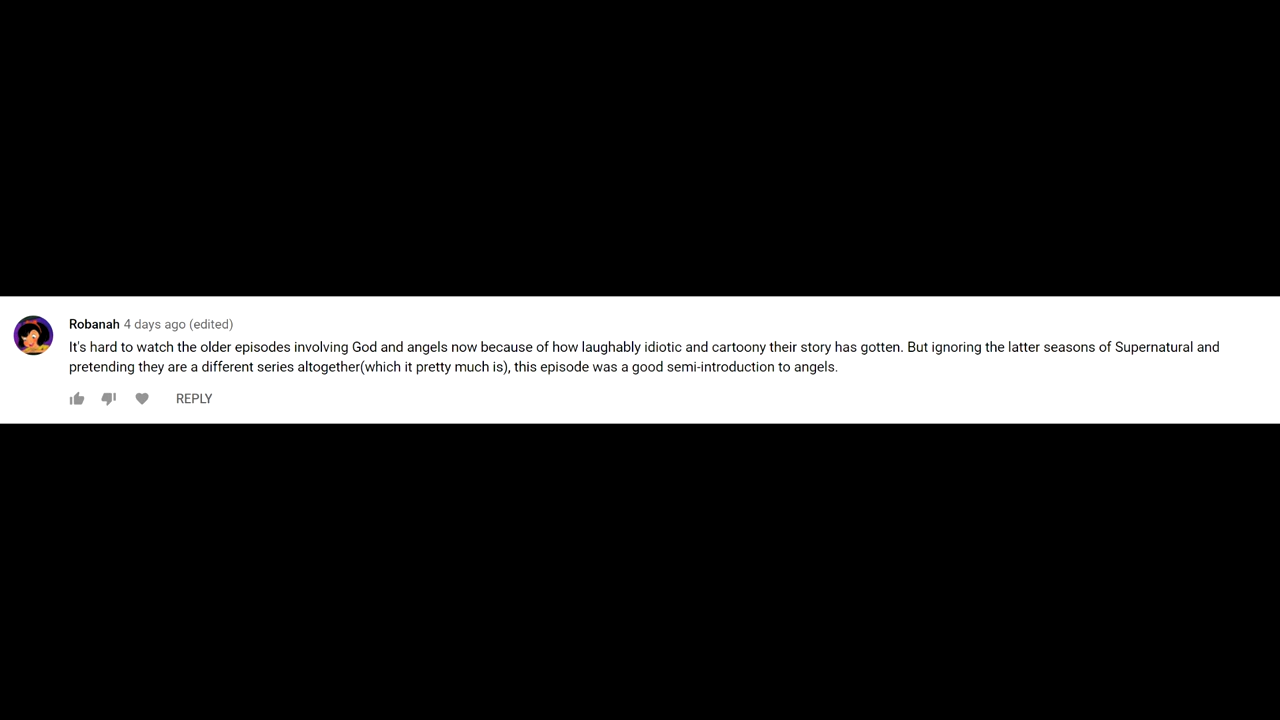 Robanah 4 days ago (edited)
It's hard to watch the older episodes involving God and angels now because of how laughably idiotic and cartoony their story has gotten. But ignoring the latter seasons of Supernatural and
pretending they are a different series altogether(which it pretty much is), this episode was a good semi-introduction to angels.
REPLY